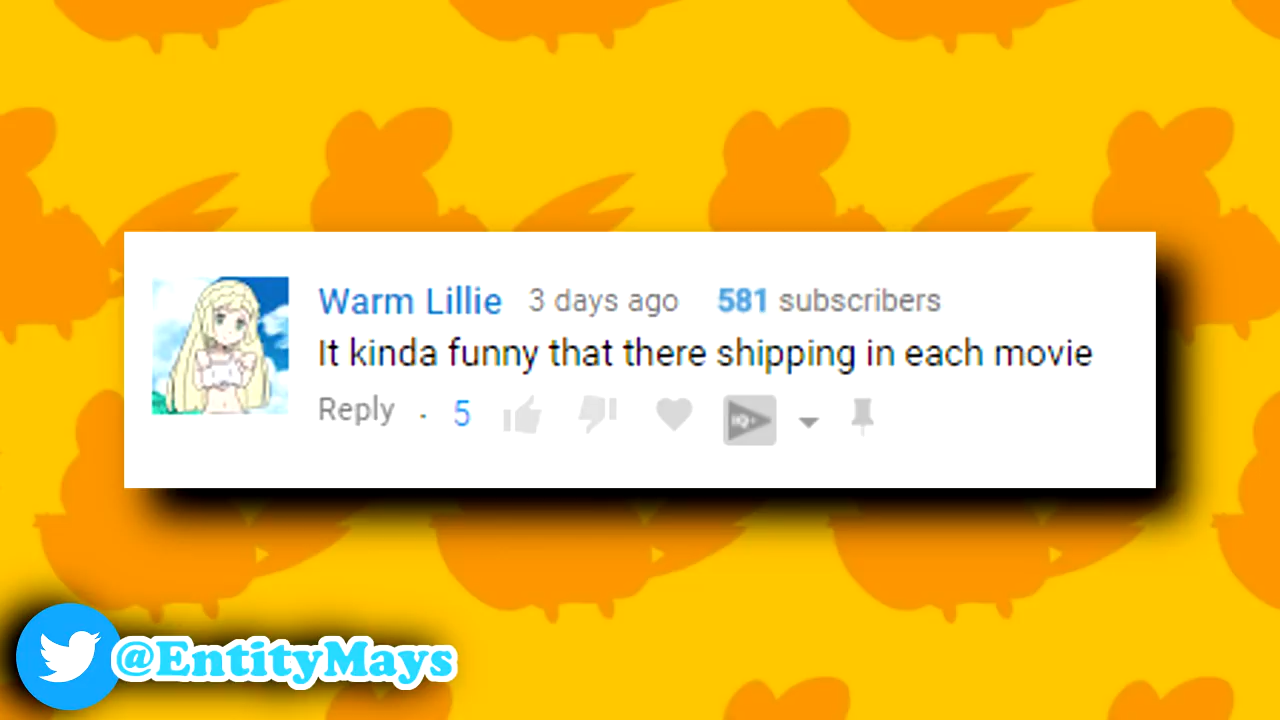 Warm Lillie 3 days ago 581 subscribers
It kinda funny that there shipping in each movie
Reply · 5
@EntityMays